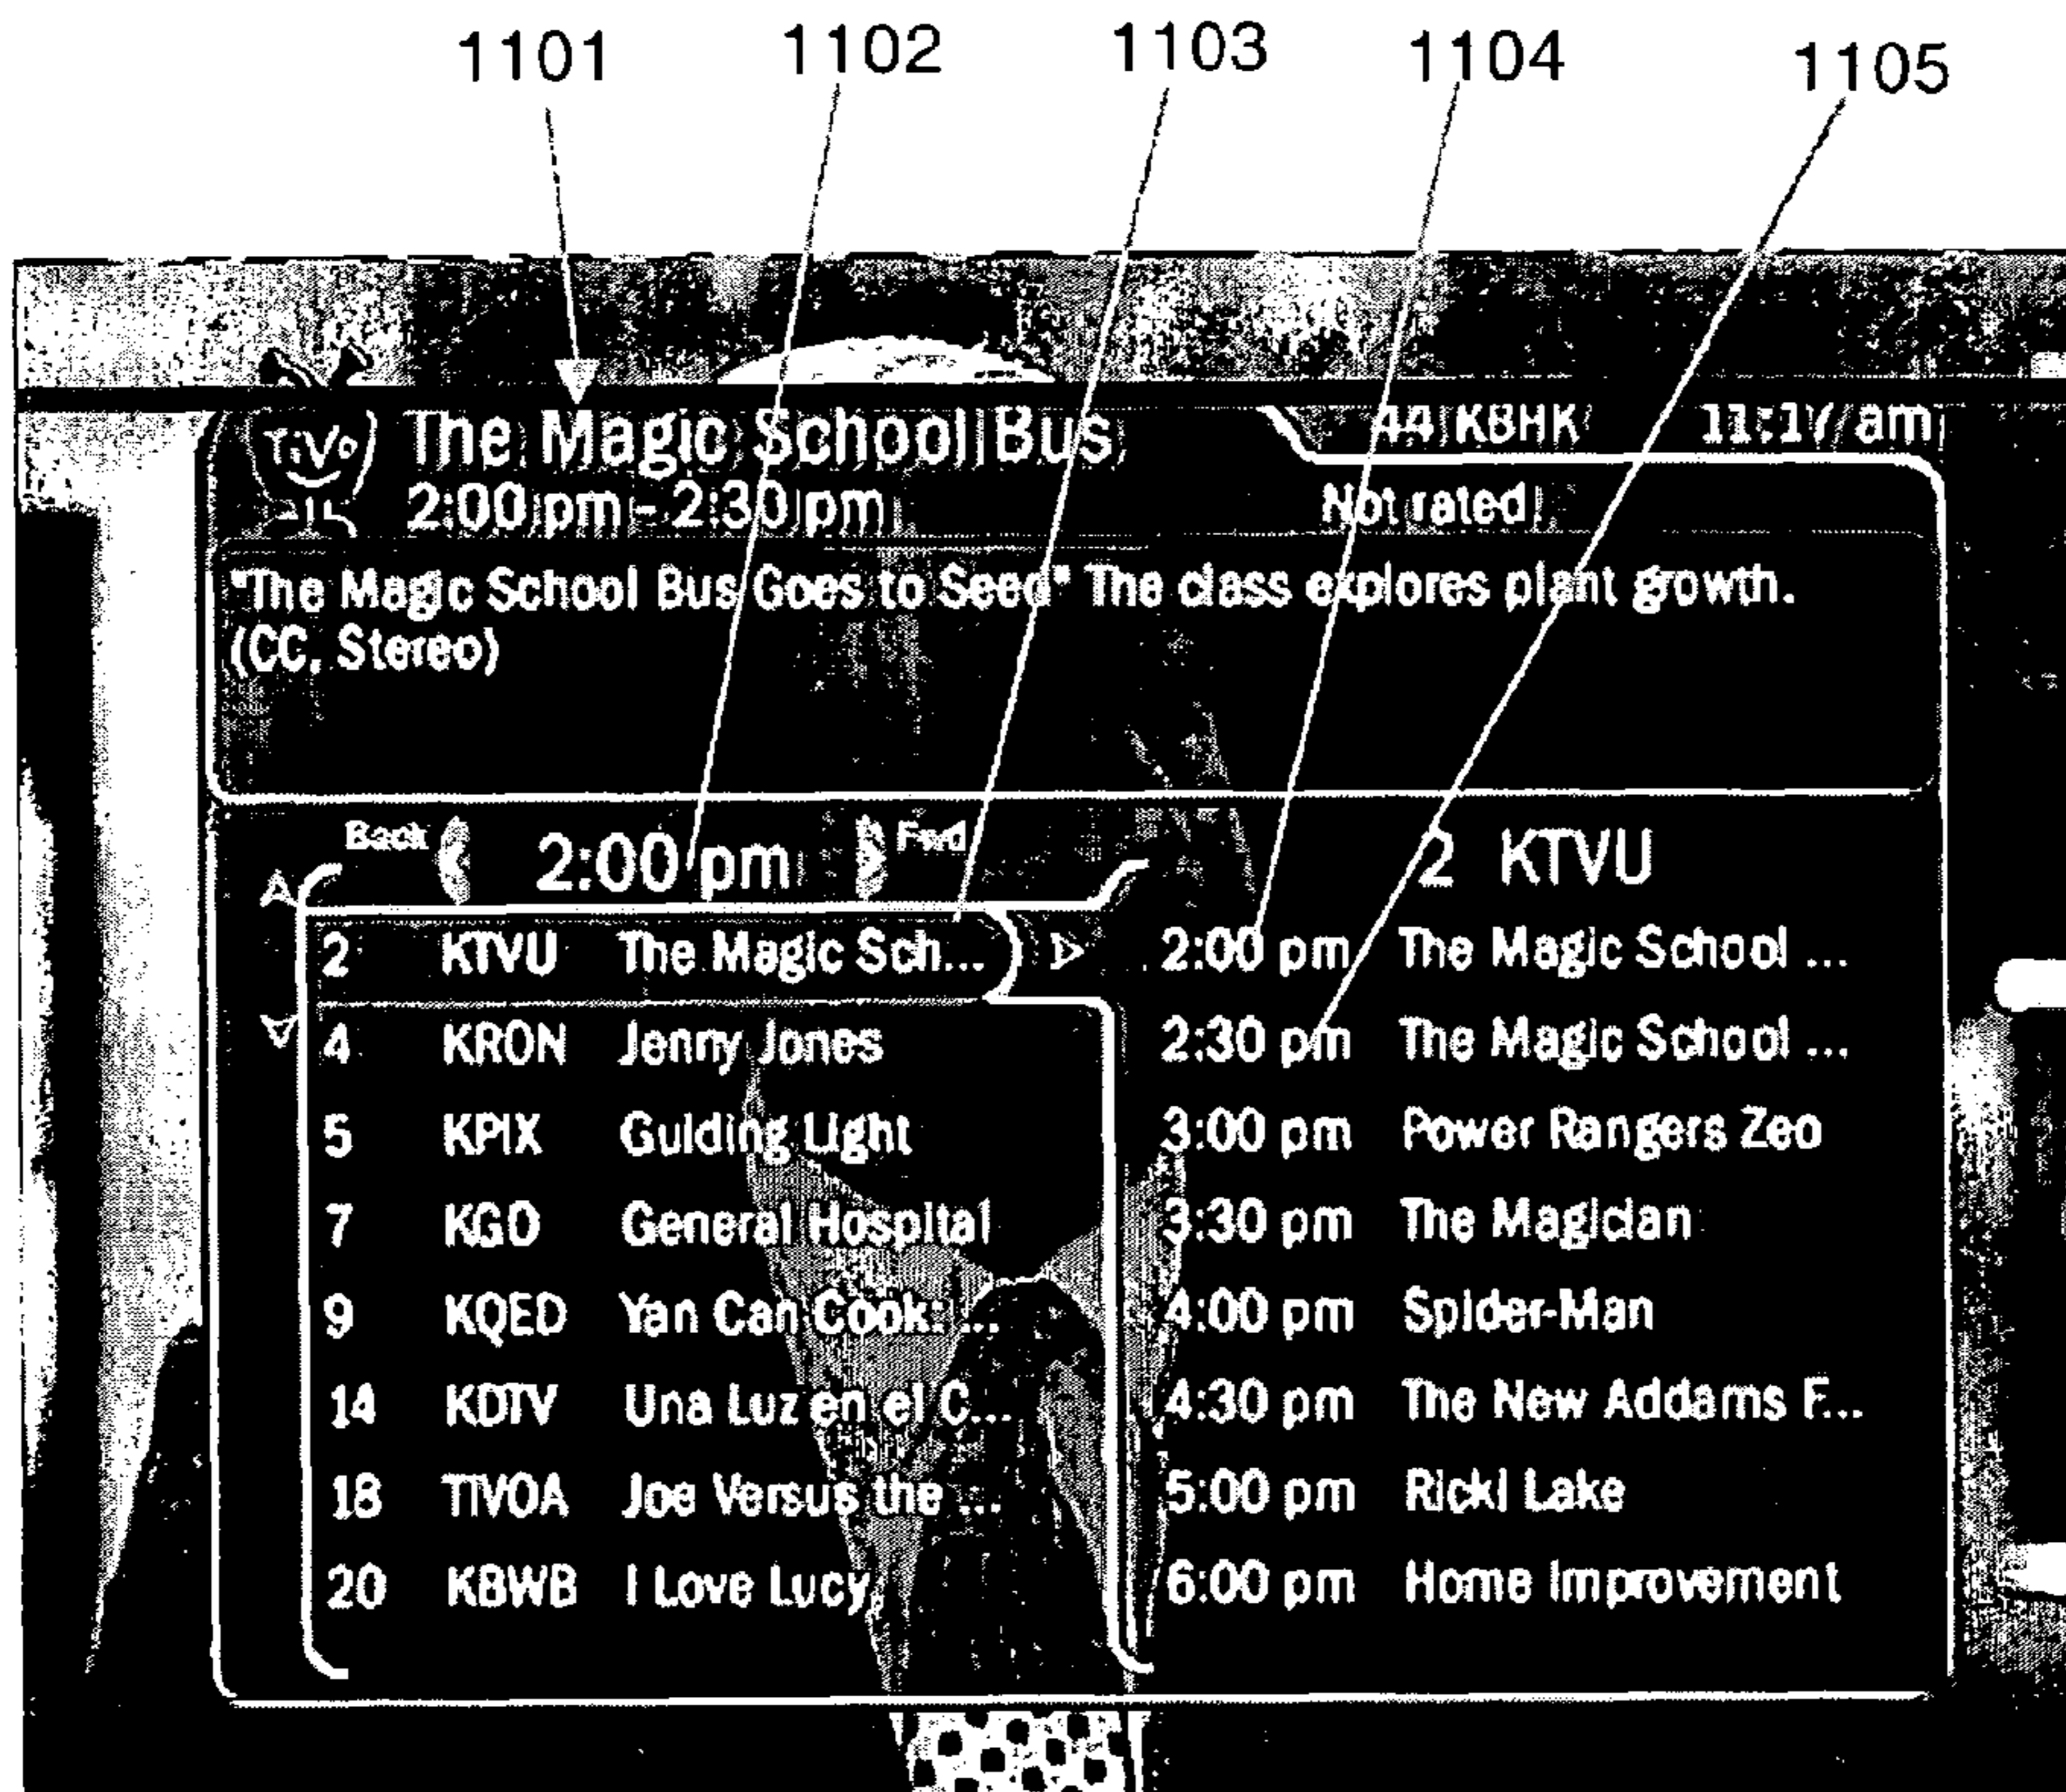 1101 1102 1103 1104 1105
TiVo The Magic School Bus 44 KBHK 11:17 am
2:00 pm - 2:30 pm Not rated
"The Magic School Bus Goes to Seed" The class explores plant growth.
(CC, Stereo)
Back 2:00 pm Fwd 2 KTVU
2 KTVU The Magic Sch... 2:00 pm The Magic School ...
4 KRON Jenny Jones 2:30 pm The Magic School ...
5 KPIX Guiding Light 3:00 pm Power Rangers Zeo
7 KGO General Hospital 3:30 pm The Magician
9 KQED Yan Can Cook: ... 4:00 pm Spider-Man
14 KDTV Una Luz en el C... 4:30 pm The New Addams F...
18 TIVOA Joe Versus the ... 5:00 pm Ricki Lake
20 KBWB I Love Lucy 6:00 pm Home Improvement